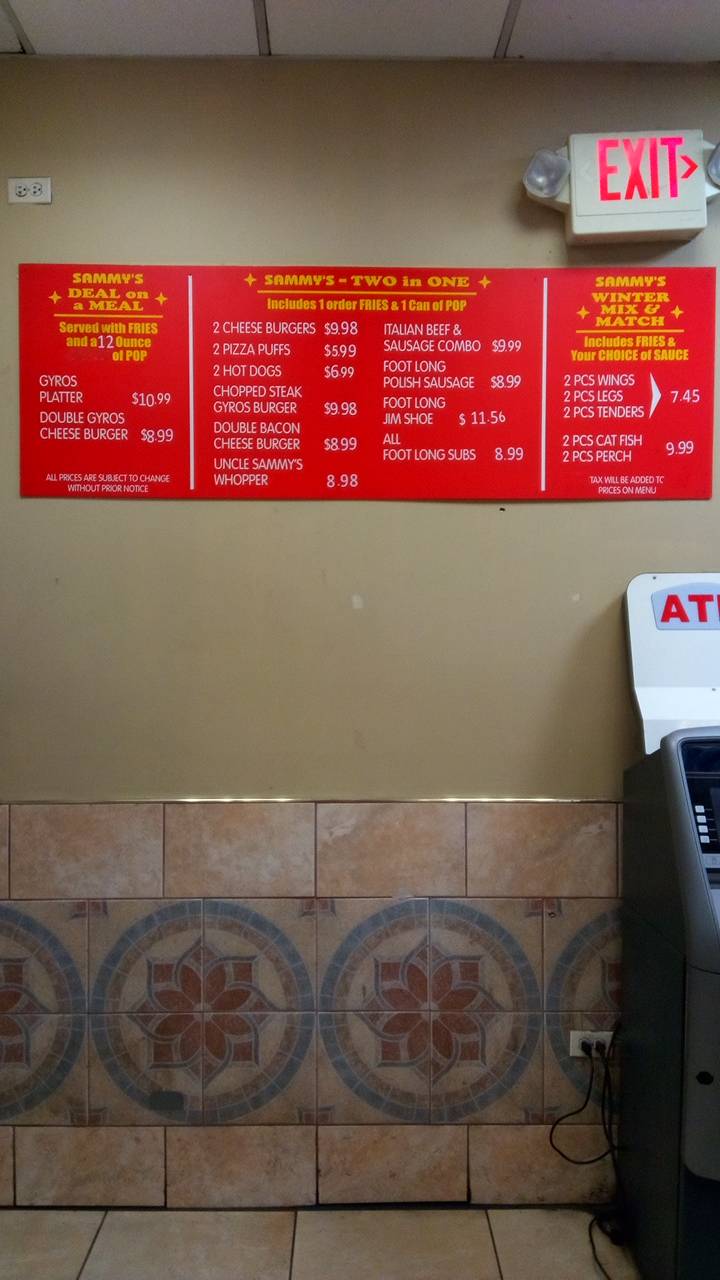 EXIT
SAMMY'S
DEAL on
a MEAL
Served with FRIES
and a 12 Ounce
of POP
GYROS
PLATTER $10.99
DOUBLE GYROS
CHEESE BURGER $8.99
ALL PRICES ARE SUBJECT TO CHANGE
WITHOUT PRIOR NOTICE
SAMMY'S - TWO in ONE
Includes 1 order FRIES & 1 Can of POP
2 CHEESE BURGERS $9.98
2 PIZZA PUFFS $5.99
2 HOT DOGS $6.99
CHOPPED STEAK
GYROS BURGER $9.98
DOUBLE BACON
CHEESE BURGER $8.99
UNCLE SAMMY'S
WHOPPER 8.98
ITALIAN BEEF &
SAUSAGE COMBO $9.99
FOOT LONG
POLISH SAUSAGE $8.99
FOOT LONG
JIM SHOE $ 11.56
ALL
FOOT LONG SUBS 8.99
SAMMY'S
WINTER
MIX &
MATCH
Includes FRIES &
Your CHOICE of SAUCE
2 PCS WINGS
2 PCS LEGS 7.45
2 PCS TENDERS
2 PCS CAT FISH
2 PCS PERCH 9.99
TAX WILL BE ADDED TO
PRICES ON MENU
AT